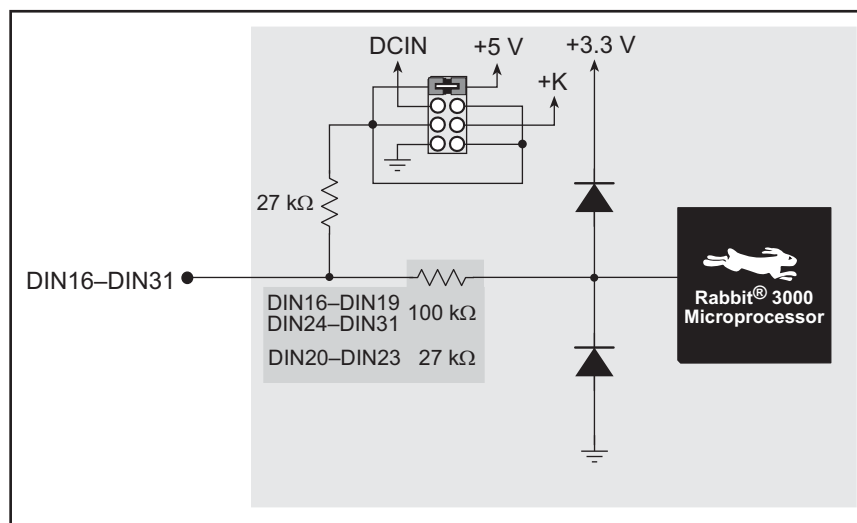 DCIN
+5 V
+3.3 V
+K
27 kΩ
DIN16–DIN31
DIN16–DIN19
DIN24–DIN31
100 kΩ
DIN20–DIN23 27 kΩ
Rabbit® 3000
Microprocessor